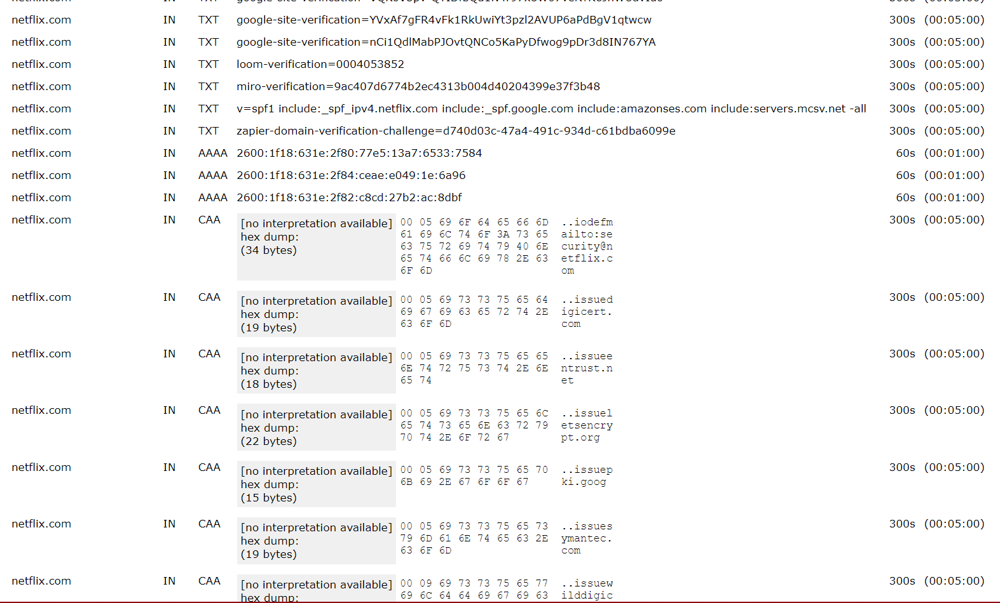 netflix.com IN TXT google-site-verification=YVxAf7gFR4vFk1RkUwiYt3pzl2AVUP6aPdBgV1qtwcw 300s (00:05:00)
netflix.com IN TXT google-site-verification=nCi1QdlMabPJOvtQNCo5KaPyDfwog9pDr3d8IN767YA 300s (00:05:00)
netflix.com IN TXT loom-verification=0004053852 300s (00:05:00)
netflix.com IN TXT miro-verification=9ac407d6774b2ec4313b004d40204399e37f3b48 300s (00:05:00)
netflix.com IN TXT v=spf1 include:_spf_ipv4.netflix.com include:_spf.google.com include:amazonses.com include:servers.mcsv.net -all 300s (00:05:00)
netflix.com IN TXT zapier-domain-verification-challenge=d740d03c-47a4-491c-934d-c61bdba6099e 300s (00:05:00)
netflix.com IN AAAA 2600:1f18:631e:2f80:77e5:13a7:6533:7584 60s (00:01:00)
netflix.com IN AAAA 2600:1f18:631e:2f84:ceae:e049:1e:6a96 60s (00:01:00)
netflix.com IN AAAA 2600:1f18:631e:2f82:c8cd:27b2:ac:8dbf 60s (00:01:00)
netflix.com IN CAA [no interpretation available] 00 05 69 6F 64 65 66 6D ..iodefm 300s (00:05:00)
hex dump: 61 69 6C 74 6F 3A 73 65 ailto:se
(34 bytes) 63 75 72 69 74 79 40 6E curity@n
65 74 66 6C 69 78 2E 63 etflix.c
6F 6D om
netflix.com IN CAA [no interpretation available] 00 05 69 73 73 75 65 64 ..issued 300s (00:05:00)
hex dump: 69 67 69 63 65 72 74 2E igicert.
(19 bytes) 63 6F 6D com
netflix.com IN CAA [no interpretation available] 00 05 69 73 73 75 65 65 ..issuee 300s (00:05:00)
hex dump: 6E 74 72 75 73 74 2E 6E ntrust.n
(18 bytes) 65 74 et
netflix.com IN CAA [no interpretation available] 00 05 69 73 73 75 65 6C ..issuel 300s (00:05:00)
hex dump: 65 74 73 65 6E 63 72 79 etsencry
(22 bytes) 70 74 2E 6F 72 67 pt.org
netflix.com IN CAA [no interpretation available] 00 05 69 73 73 75 65 70 ..issuep 300s (00:05:00)
hex dump: 6B 69 2E 67 6F 6F 67 ki.goog
(15 bytes)
netflix.com IN CAA [no interpretation available] 00 05 69 73 73 75 65 73 ..issues 300s (00:05:00)
hex dump: 79 6D 61 6E 74 65 63 2E ymantec.
(19 bytes) 63 6F 6D com
netflix.com IN CAA [no interpretation available] 00 09 69 73 73 75 65 77 ..issuew 300s (00:05:00)
hex dump: 69 6C 64 64 69 67 69 63 ilddigic